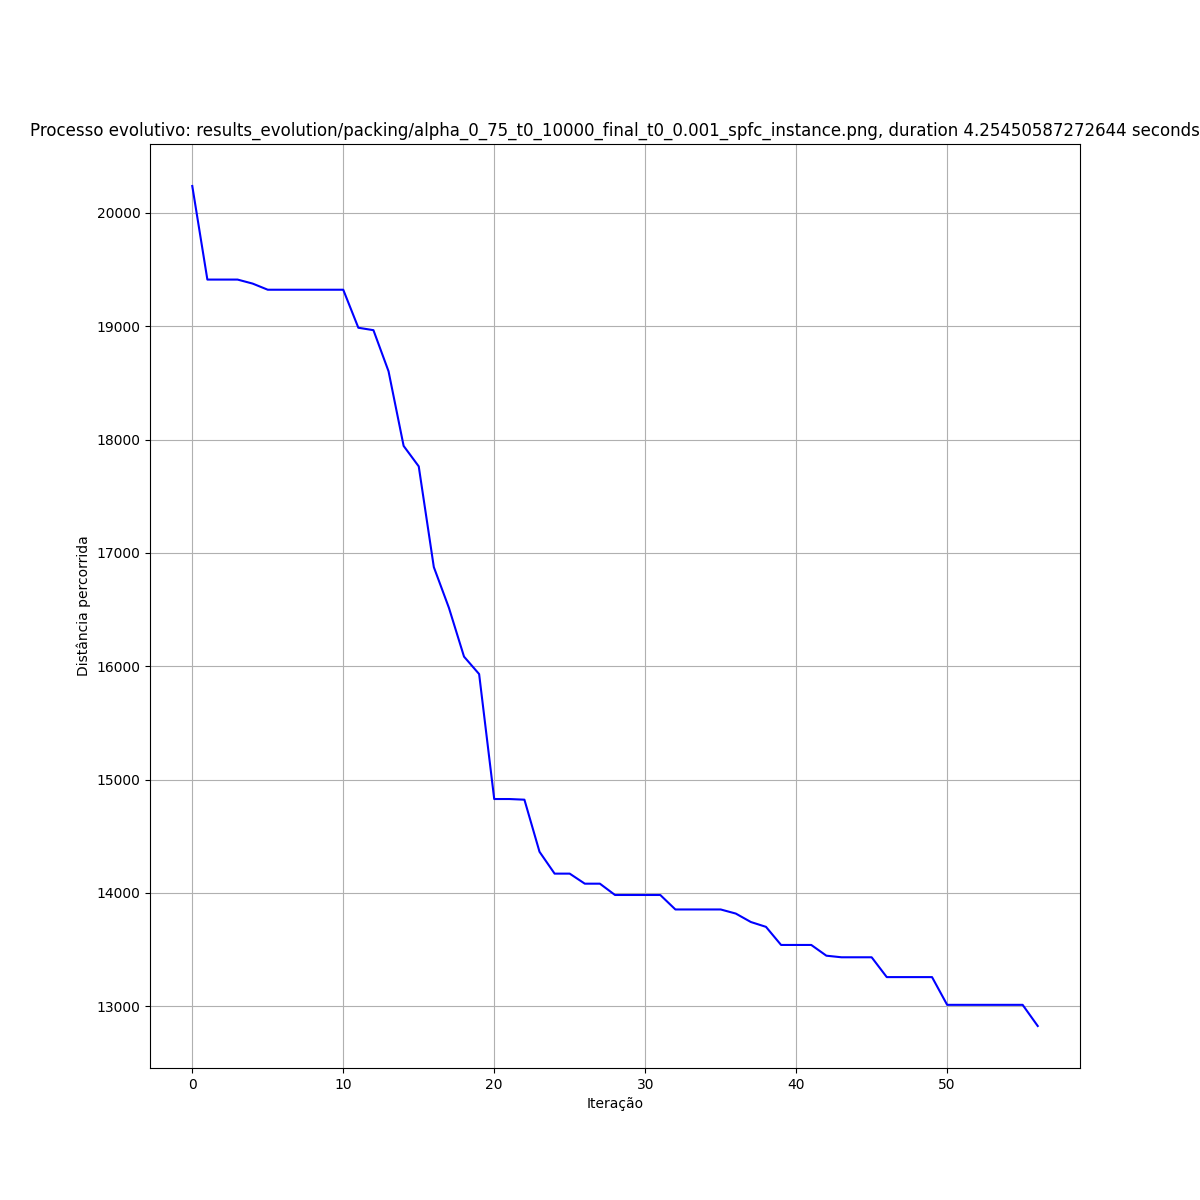 Processo evolutivo: results_evolution/packing/alpha_0_75_t0_10000_final_t0_0.001_spfc_instance.png, duration 4.25450587272644 seconds
20000
19000
18000
17000
16000
15000
14000
13000
Distância percorrida
0 10 20 30 40 50
Iteração